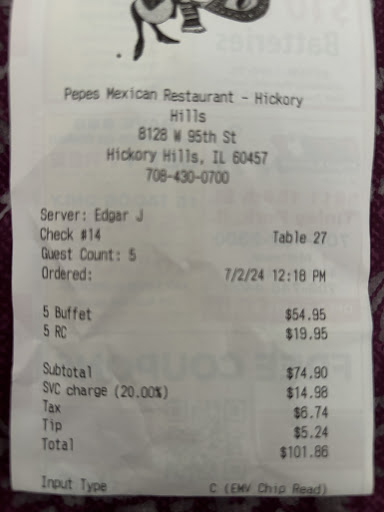 Pepes Mexican Restaurant - Hickory
Hills
8128 W 95th St
Hickory Hills, IL 60457
708-430-0700
Server: Edgar J
Check #14 Table 27
Guest Count: 5
Ordered: 7/2/24 12:18 PM
5 Buffet $54.95
5 RC $19.95
Subtotal $74.90
SVC charge (20.00%) $14.98
Tax $6.74
Tip $5.24
Total $101.86
Input Type C (EMV Chip Read)